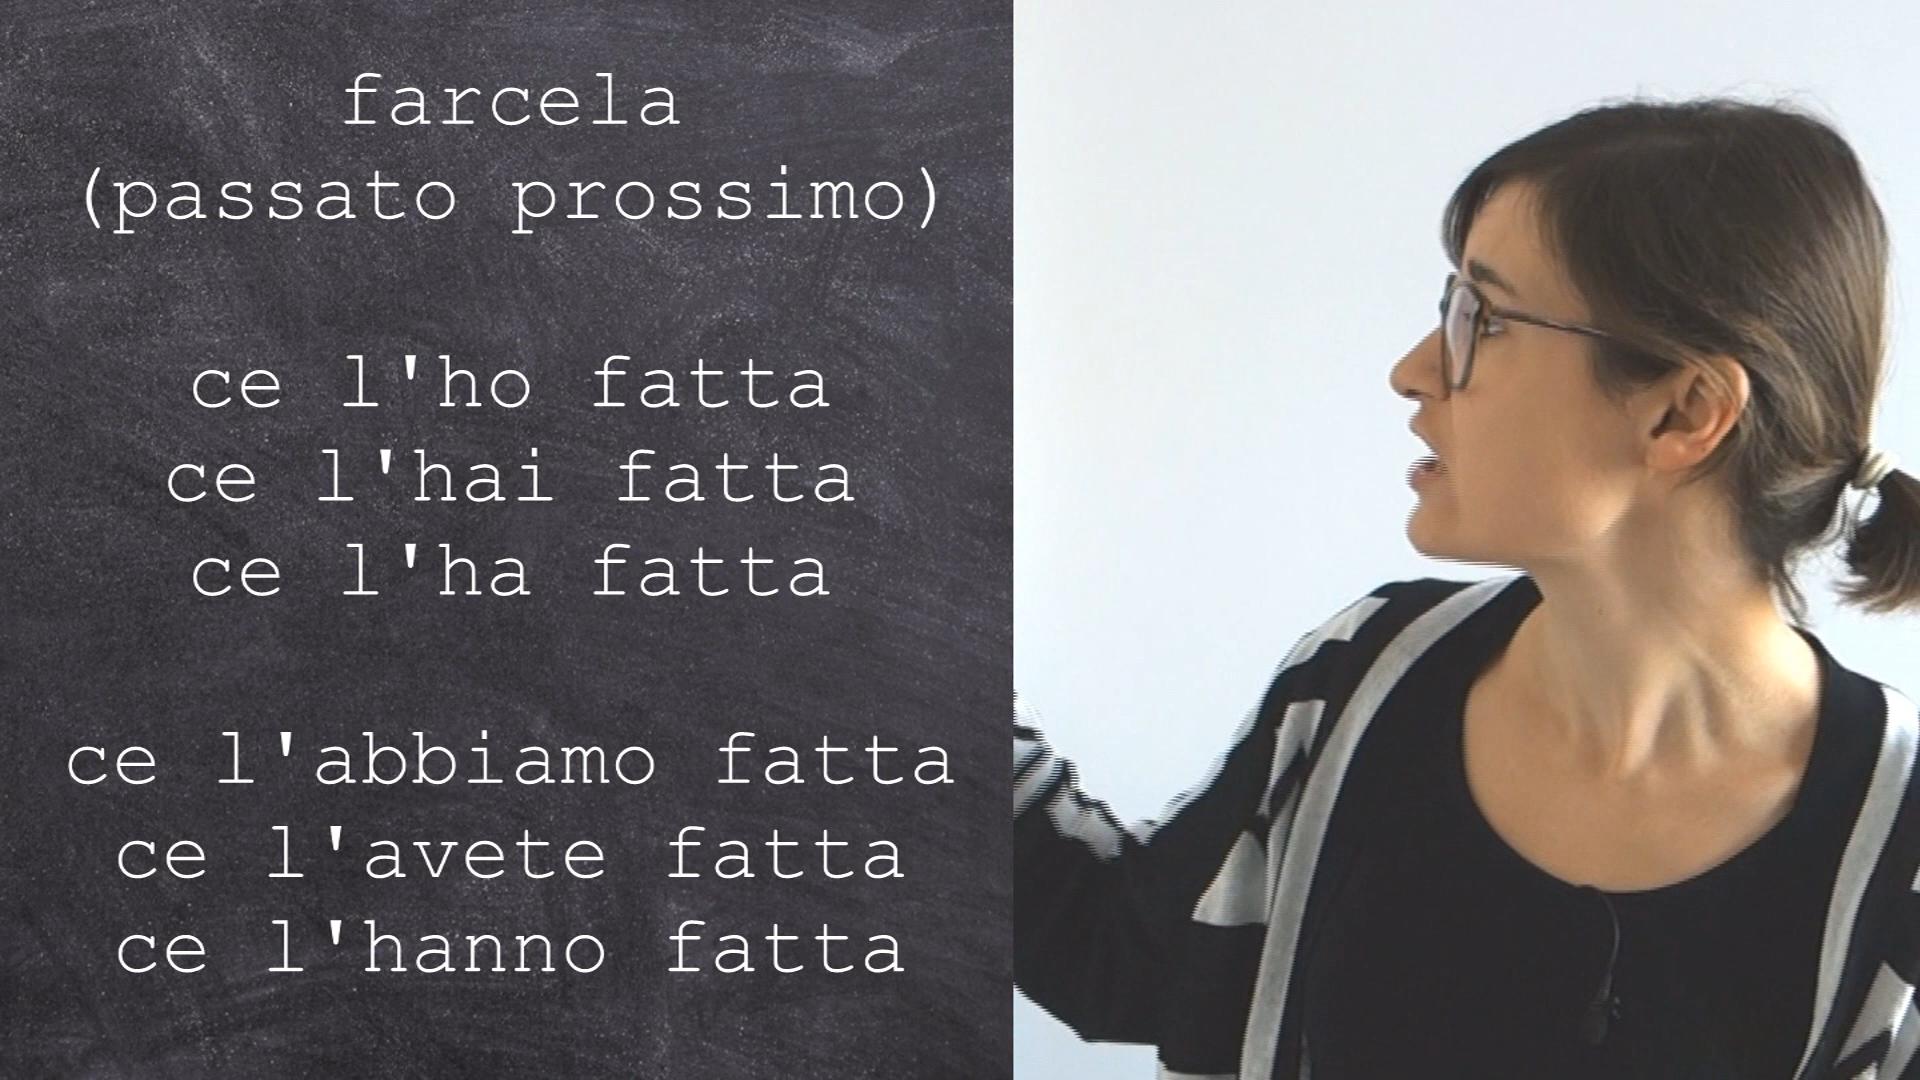 farcela
(passato prossimo)
ce l'ho fatta
ce l'hai fatta
ce l'ha fatta
ce l'abbiamo fatta
ce l'avete fatta
ce l'hanno fatta